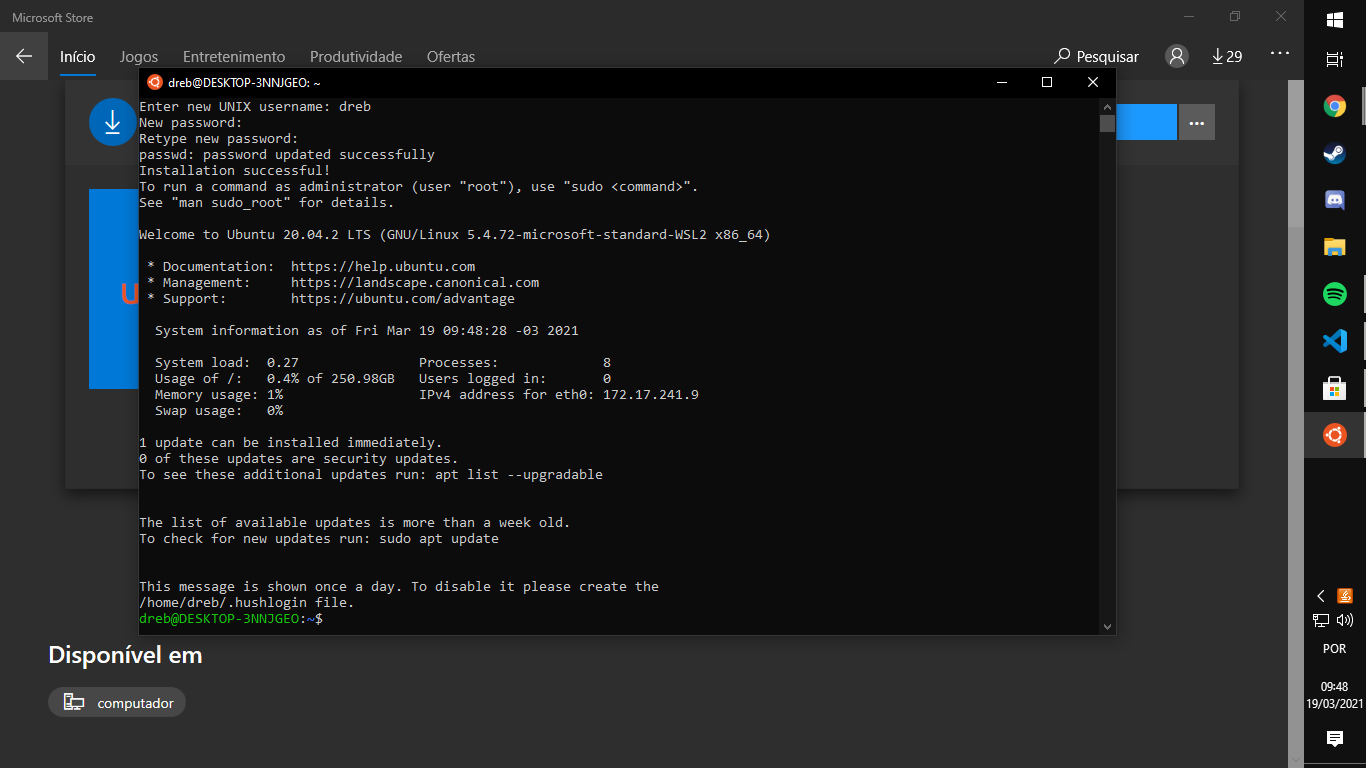 Microsoft Store
Início Jogos Entretenimento Produtividade Ofertas Pesquisar 29
dreb@DESKTOP-3NNJGEO: ~
Enter new UNIX username: dreb
New password:
Retype new password:
passwd: password updated successfully
Installation successful!
To run a command as administrator (user "root"), use "sudo <command>".
See "man sudo_root" for details.
Welcome to Ubuntu 20.04.2 LTS (GNU/Linux 5.4.72-microsoft-standard-WSL2 x86_64)
* Documentation: https://help.ubuntu.com
* Management: https://landscape.canonical.com
* Support: https://ubuntu.com/advantage
System information as of Fri Mar 19 09:48:28 -03 2021
System load: 0.27 Processes: 8
Usage of /: 0.4% of 250.98GB Users logged in: 0
Memory usage: 1% IPv4 address for eth0: 172.17.241.9
Swap usage: 0%
1 update can be installed immediately.
0 of these updates are security updates.
To see these additional updates run: apt list --upgradable
The list of available updates is more than a week old.
To check for new updates run: sudo apt update
This message is shown once a day. To disable it please create the
/home/dreb/.hushlogin file.
dreb@DESKTOP-3NNJGEO:~$
Disponível em
computador
POR
09:48
19/03/2021